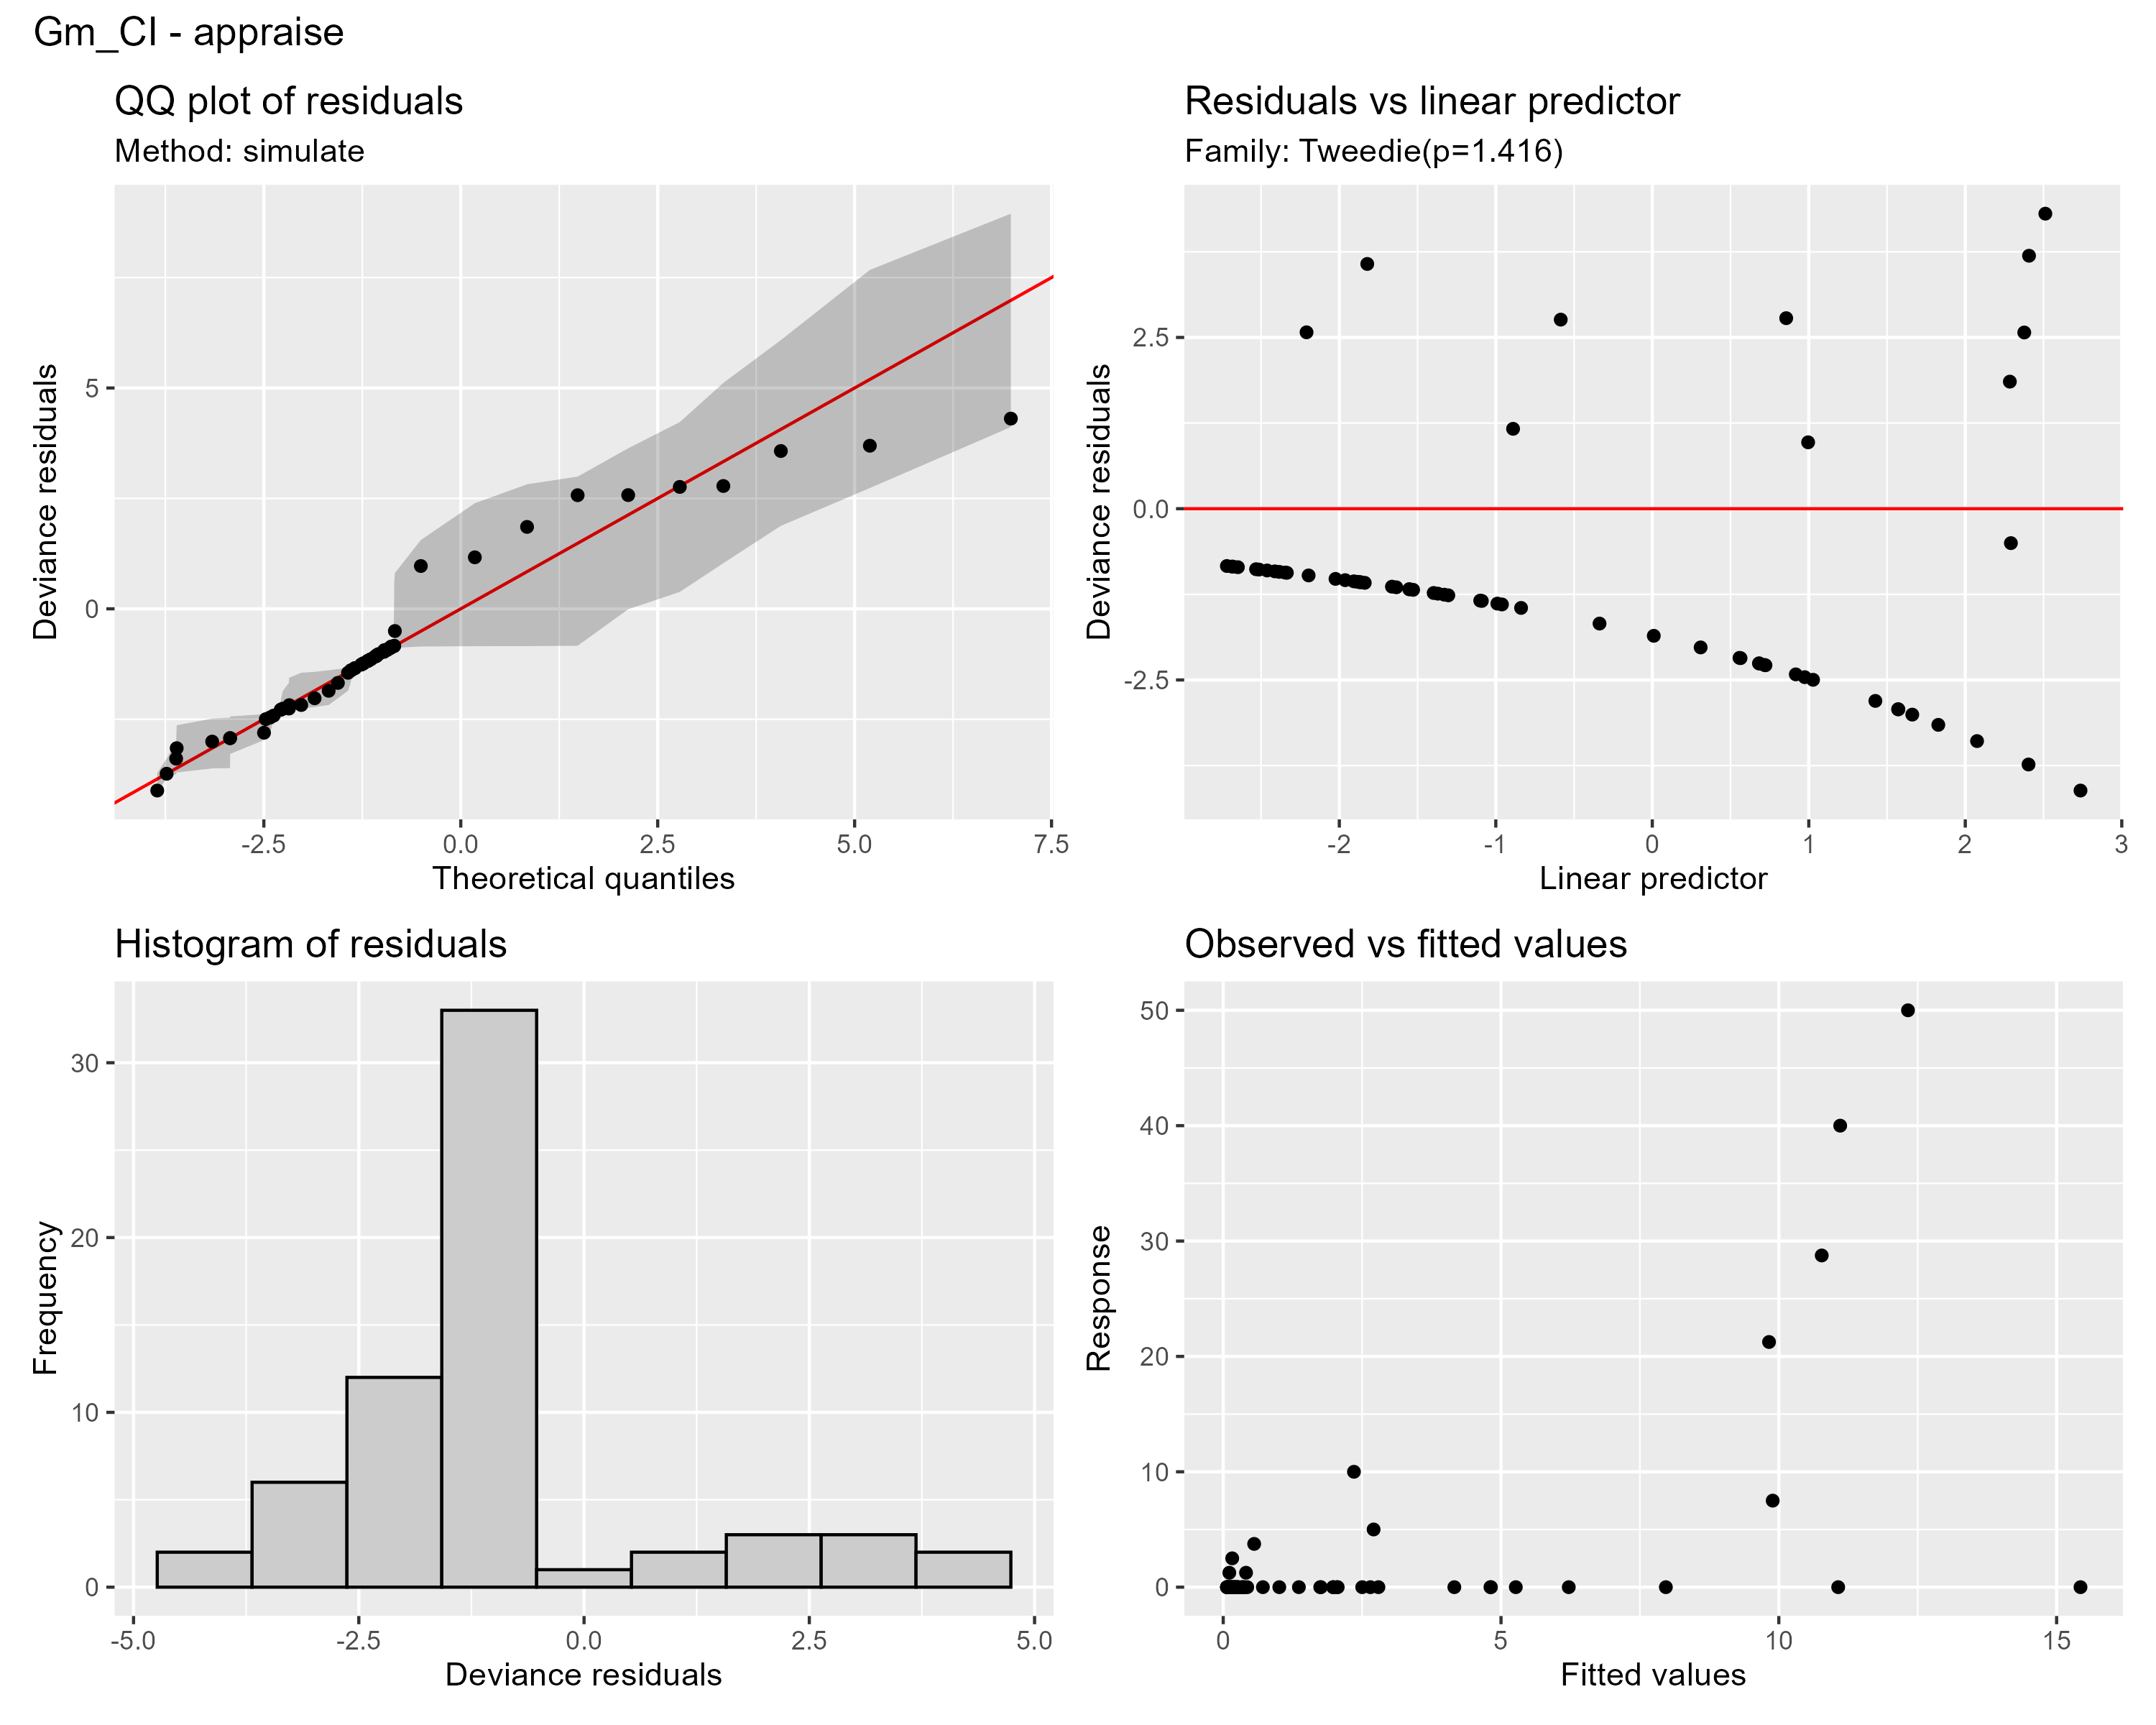 Gm_Cl - appraise
QQ plot of residuals
Method: simulate
Deviance residuals
5
0
-2.5
0.0
2.5
5.0
7.5
Theoretical quantiles
Residuals vs linear predictor
Family: Tweedie(p=1.416)
Deviance residuals
2.5
0.0
-2.5
-2
-1
0
1
2
3
Linear predictor
Histogram of residuals
Frequency
30
20
10
0
-5.0
-2.5
0.0
2.5
5.0
Deviance residuals
Observed vs fitted values
Response
50
40
30
20
10
0
0
5
10
15
Fitted values